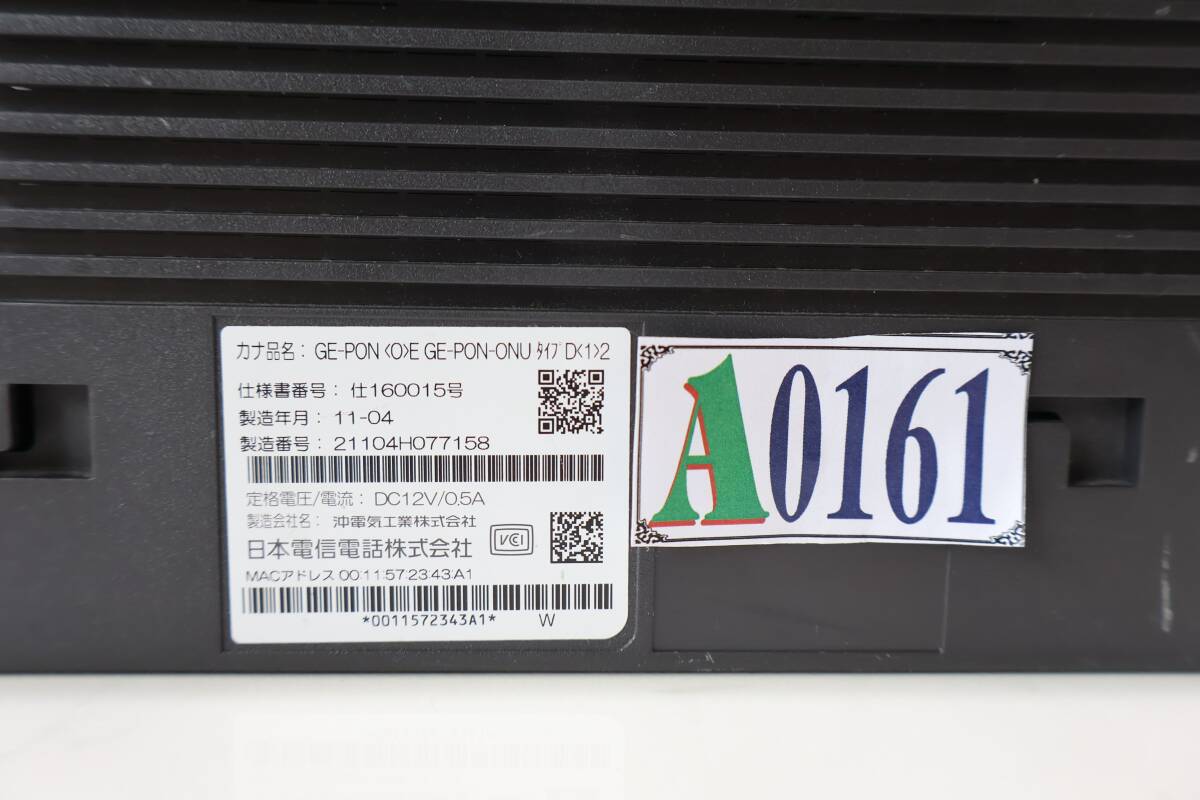 カナ品名: GE-PON〈O〉E GE-PON-ONU ﾀｲﾌﾟD〈1〉2
仕様書番号: 仕160015号
製造年月: 11-04
製造番号: 21104H077158
定格電圧/電流: DC12V/0.5A
製造会社名: 沖電気工業株式会社
日本電信電話株式会社
VCI
MACアドレス 00:11:57:23:43:A1
*0011572343A1* W
A0161